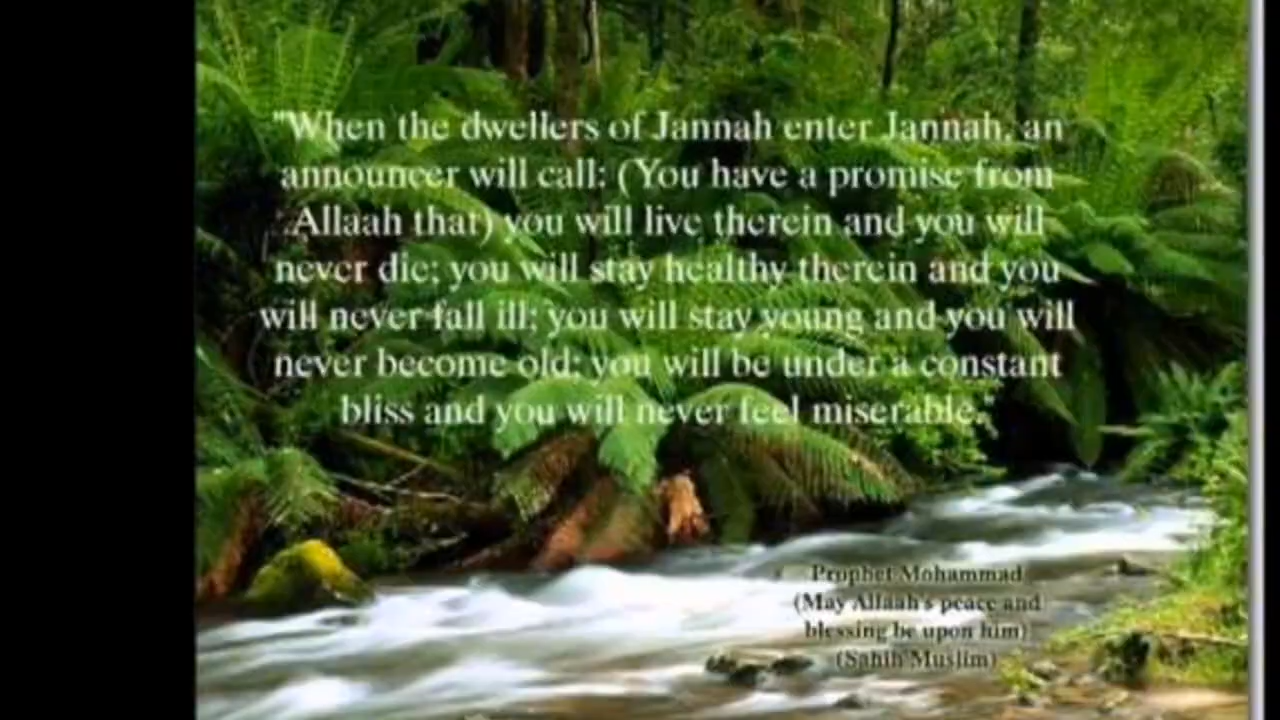 "When the dwellers of Jannah enter Jannah, an
announcer will call: (You have a promise from
Allaah that) you will live therein and you will
never die; you will stay healthy therein and you
will never fall ill; you will stay young and you will
never become old; you will be under a constant
bliss and you will never feel miserable."
Prophet Mohammad
(May Allaah's peace and
blessing be upon him)
(Sahih Muslim)